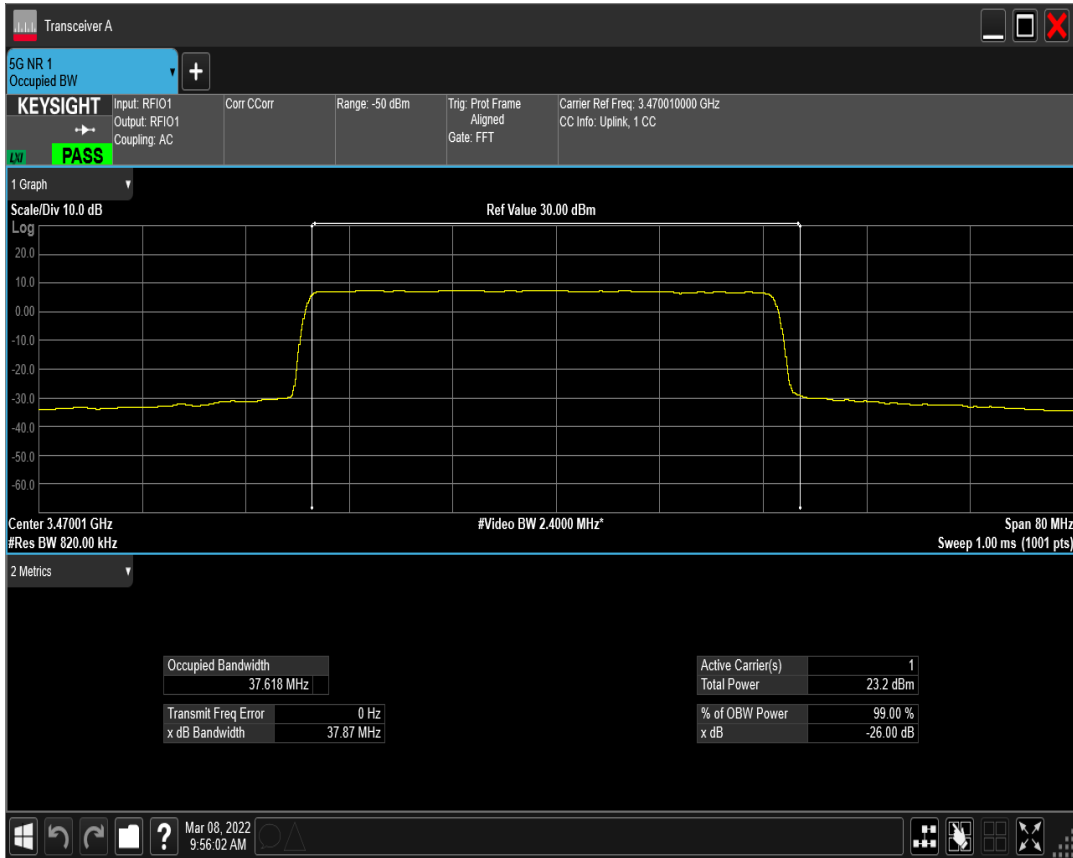 Transceiver A
5G NR 1
Occupied BW
+
KEYSIGHT
LXI PASS
Input: RFIO1
Output: RFIO1
Coupling: AC
Corr CCorr
Range: -50 dBm
Trig: Prot Frame
Aligned
Gate: FFT
Carrier Ref Freq: 3.470010000 GHz
CC Info: Uplink, 1 CC
1 Graph
Scale/Div 10.0 dB
Ref Value 30.00 dBm
Log
20.0
10.0
0.00
-10.0
-20.0
-30.0
-40.0
-50.0
-60.0
Center 3.47001 GHz
#Video BW 2.4000 MHz*
Span 80 MHz
#Res BW 820.00 kHz
Sweep 1.00 ms (1001 pts)
2 Metrics
Occupied Bandwidth
37.618 MHz
Transmit Freq Error 0 Hz
x dB Bandwidth 37.87 MHz
Active Carrier(s) 1
Total Power 23.2 dBm
% of OBW Power 99.00 %
x dB -26.00 dB
?
Mar 08, 2022
9:56:02 AM